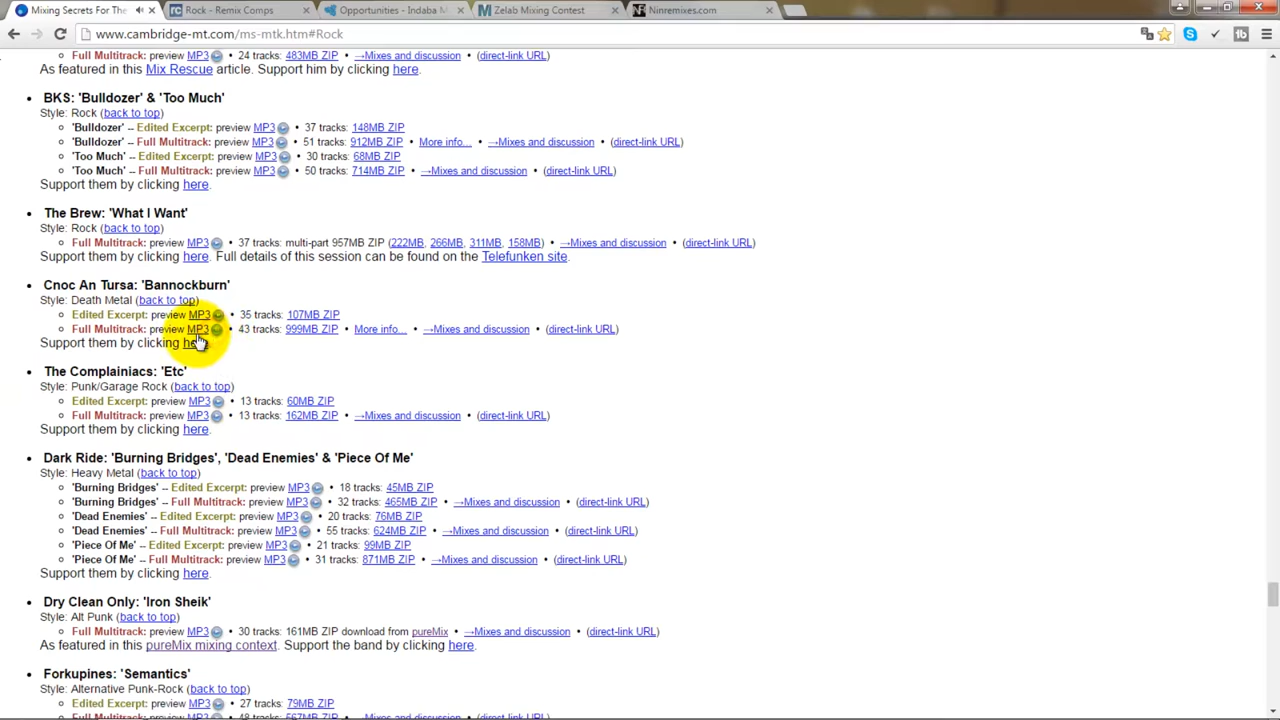 Mixing Secrets For The
Rock - Remix Comps
Opportunities - Indaba M
Zelab Mixing Contest
Ninremixes.com
www.cambridge-mt.com/ms-mtk.htm#Rock
Full Multitrack: preview MP3 • 24 tracks: 483MB ZIP • →Mixes and discussion • (direct-link URL)
As featured in this Mix Rescue article. Support him by clicking here.
• BKS: 'Bulldozer' & 'Too Much'
Style: Rock (back to top)
'Bulldozer' – Edited Excerpt: preview MP3 • 37 tracks: 148MB ZIP
'Bulldozer' – Full Multitrack: preview MP3 • 51 tracks: 912MB ZIP • More info... • →Mixes and discussion • (direct-link URL)
'Too Much' – Edited Excerpt: preview MP3 • 30 tracks: 68MB ZIP
'Too Much' – Full Multitrack: preview MP3 • 50 tracks: 714MB ZIP • →Mixes and discussion • (direct-link URL)
Support them by clicking here.
• The Brew: 'What I Want'
Style: Rock (back to top)
Full Multitrack: preview MP3 • 37 tracks: multi-part 957MB ZIP (222MB, 266MB, 311MB, 158MB) • →Mixes and discussion • (direct-link URL)
Support them by clicking here. Full details of this session can be found on the Telefunken site.
• Cnoc An Tursa: 'Bannockburn'
Style: Death Metal (back to top)
Edited Excerpt: preview MP3 • 35 tracks: 107MB ZIP
Full Multitrack: preview MP3 • 43 tracks: 999MB ZIP • More info... • →Mixes and discussion • (direct-link URL)
Support them by clicking here.
• The Complainiacs: 'Etc'
Style: Punk/Garage Rock (back to top)
Edited Excerpt: preview MP3 • 13 tracks: 60MB ZIP
Full Multitrack: preview MP3 • 13 tracks: 162MB ZIP • →Mixes and discussion • (direct-link URL)
Support them by clicking here.
• Dark Ride: 'Burning Bridges', 'Dead Enemies' & 'Piece Of Me'
Style: Heavy Metal (back to top)
'Burning Bridges' – Edited Excerpt: preview MP3 • 18 tracks: 45MB ZIP
'Burning Bridges' – Full Multitrack: preview MP3 • 32 tracks: 465MB ZIP • →Mixes and discussion • (direct-link URL)
'Dead Enemies' – Edited Excerpt: preview MP3 • 20 tracks: 76MB ZIP
'Dead Enemies' – Full Multitrack: preview MP3 • 55 tracks: 624MB ZIP • →Mixes and discussion • (direct-link URL)
'Piece Of Me' – Edited Excerpt: preview MP3 • 21 tracks: 99MB ZIP
'Piece Of Me' – Full Multitrack: preview MP3 • 31 tracks: 871MB ZIP • →Mixes and discussion • (direct-link URL)
Support them by clicking here.
• Dry Clean Only: 'Iron Sheik'
Style: Alt Punk (back to top)
Full Multitrack: preview MP3 • 30 tracks: 161MB ZIP download from pureMix • →Mixes and discussion • (direct-link URL)
As featured in this pureMix mixing context. Support the band by clicking here.
• Forkupines: 'Semantics'
Style: Alternative Punk-Rock (back to top)
Edited Excerpt: preview MP3 • 27 tracks: 79MB ZIP
Full Multitrack: preview MP3 • 48 tracks: 567MB ZIP • →Mixes and discussion • (direct-link URL)